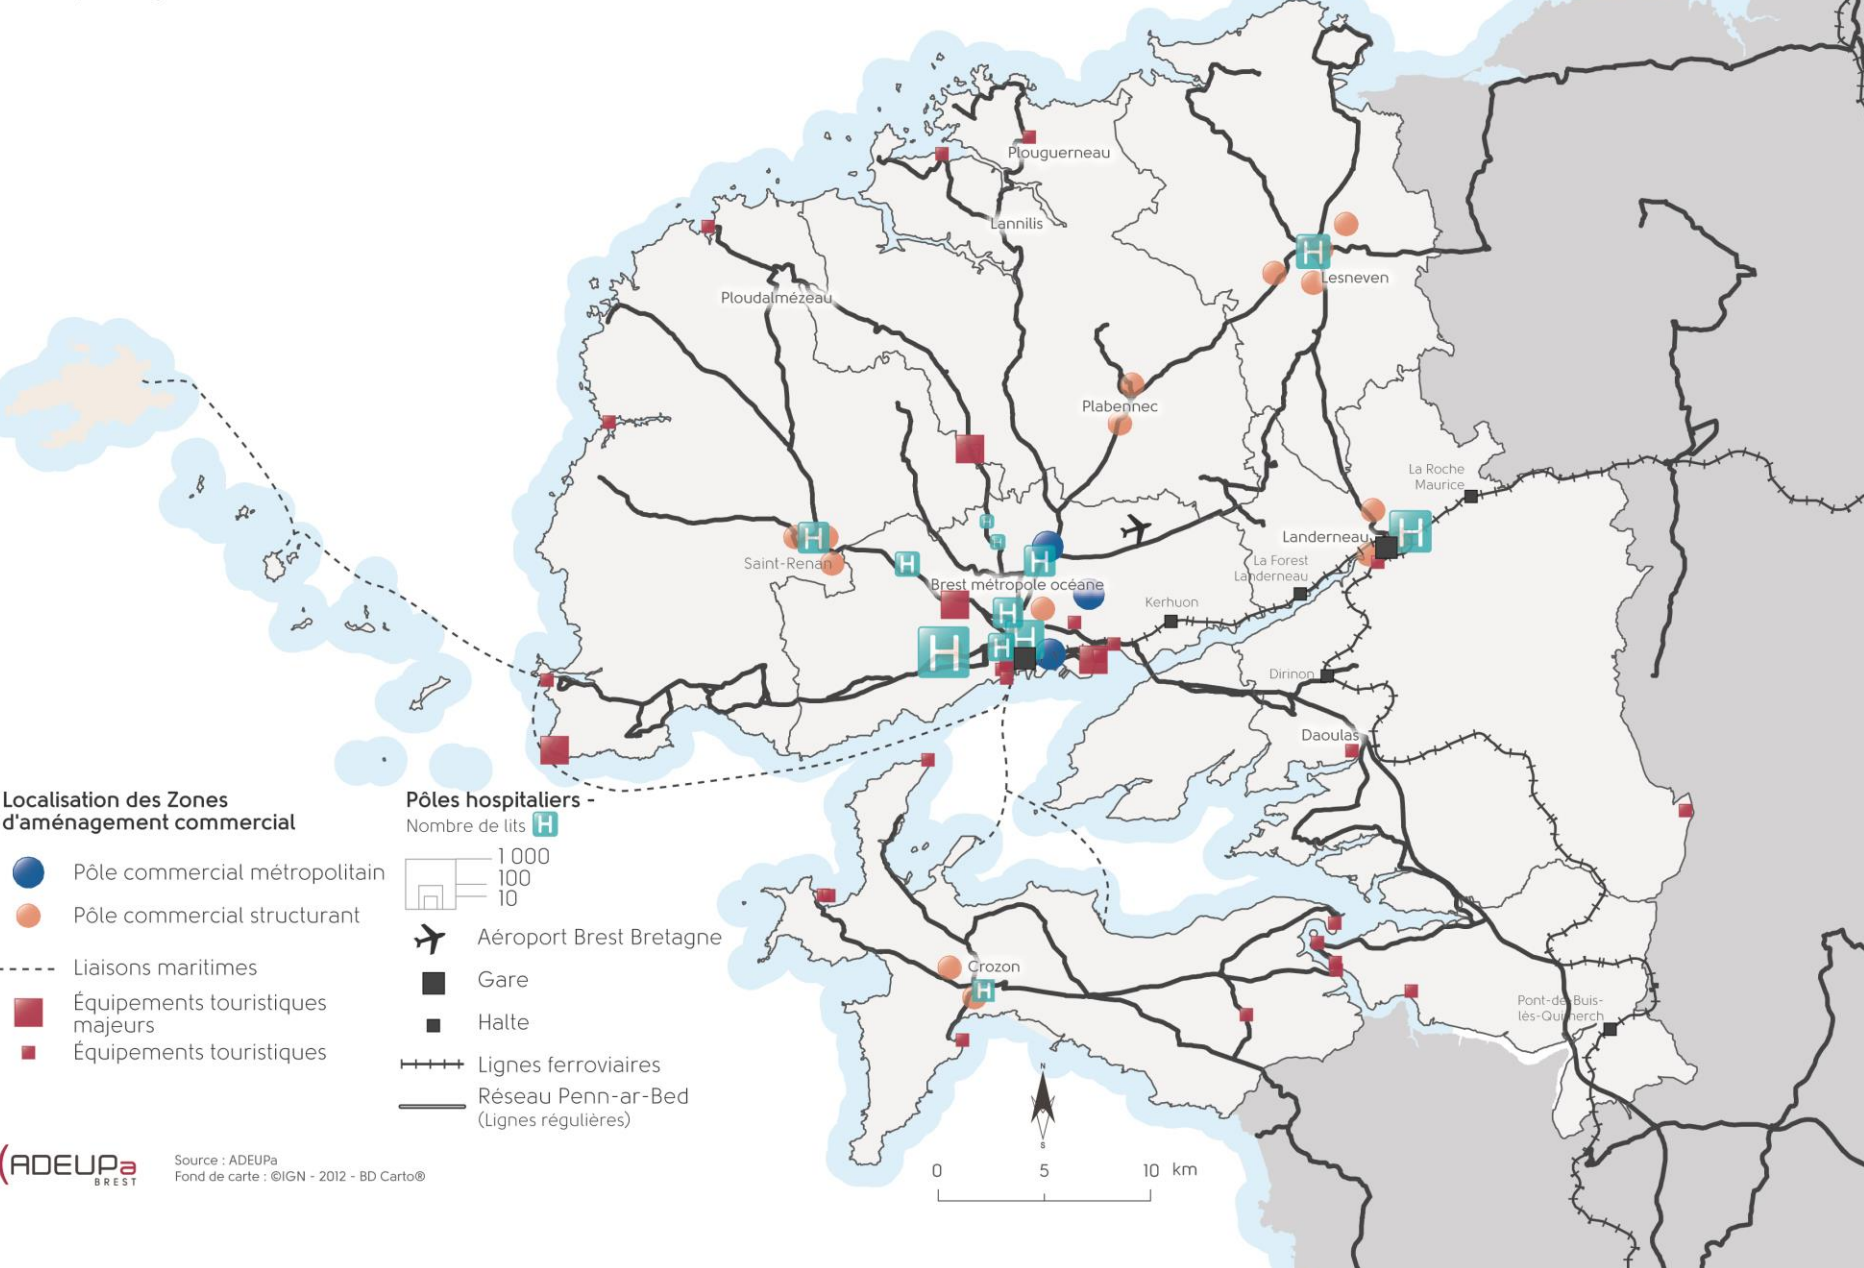 Plouguerneau
Lannilis
Lesneven
Ploudalmézeau
Plabennec
La Roche
Maurice
Landerneau
La Forest
Landerneau
Saint-Renan
Brest métropole océane
Kerhuon
Dirinon
Daoulas
Crozon
Pont-de-Buis-
lès-Quimerch
H
H
H
H
H
H
H
H
H
H
H
H
H
Localisation des Zones
d'aménagement commercial
Pôle commercial métropolitain
Pôle commercial structurant
Liaisons maritimes
Équipements touristiques
majeurs
Équipements touristiques
Pôles hospitaliers -
Nombre de lits H
1 000
100
10
Aéroport Brest Bretagne
Gare
Halte
Lignes ferroviaires
Réseau Penn-ar-Bed
(Lignes régulières)
N
S
0 5 10 km
ADEUPa
BREST
Source : ADEUPa
Fond de carte : ©IGN - 2012 - BD Carto®